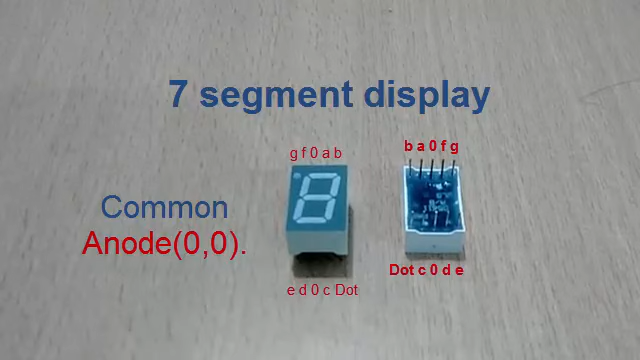 7 segment display
g f 0 a b
b a 0 f g
Common
Anode(0,0).
Dot c 0 d e
e d 0 c Dot